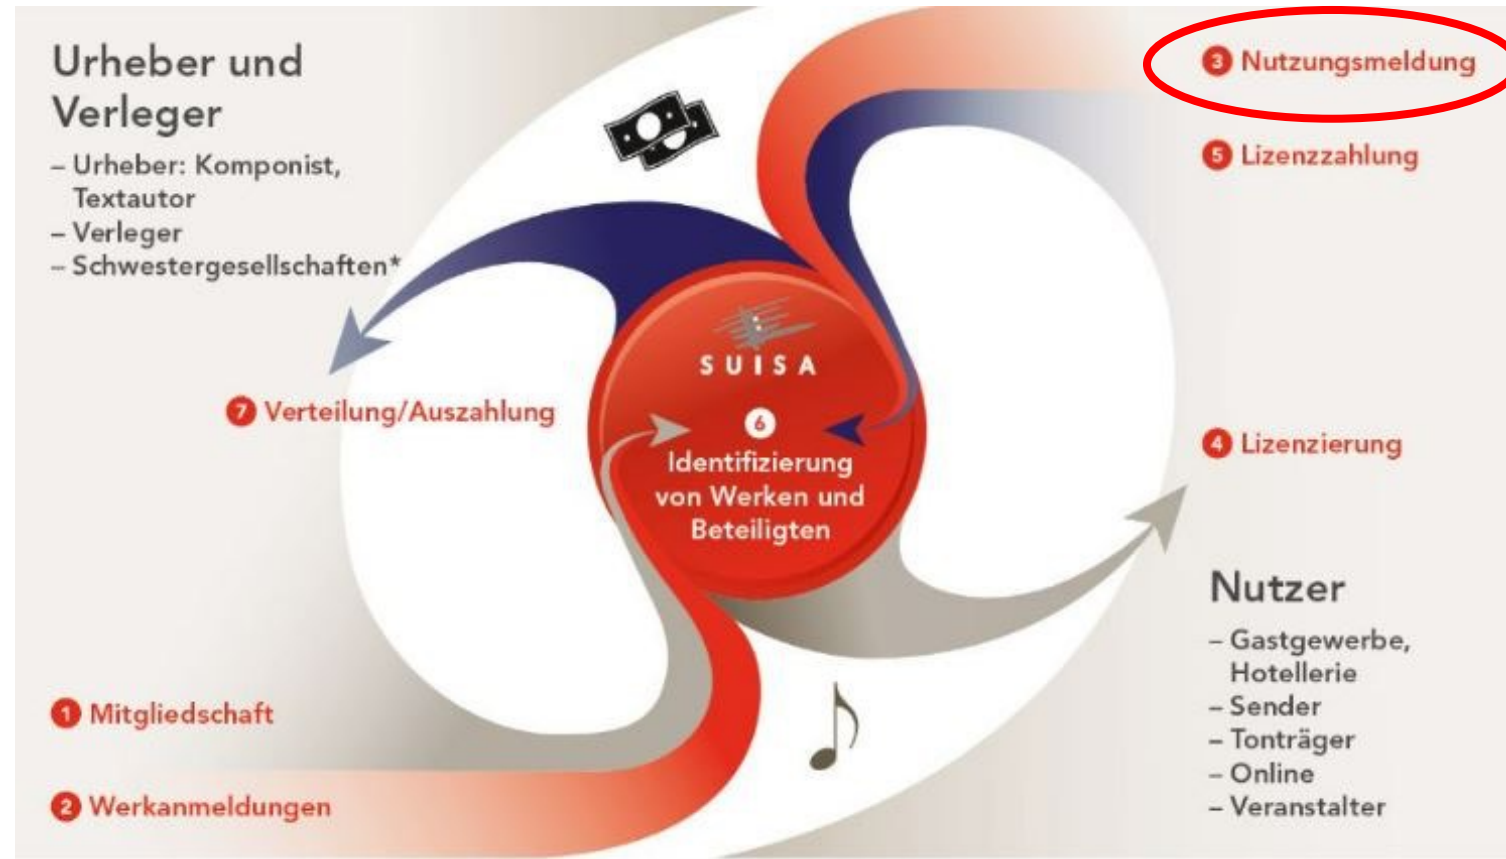 Urheber und
Verleger
– Urheber: Komponist,
Textautor
– Verleger
– Schwestergesellschaften*
3 Nutzungsmeldung
5 Lizenzzahlung
SUISA
6
Identifizierung
von Werken und
Beteiligten
7 Verteilung/Auszahlung
4 Lizenzierung
Nutzer
– Gastgewerbe,
Hotellerie
– Sender
– Tonträger
– Online
– Veranstalter
1 Mitgliedschaft
2 Werkanmeldungen